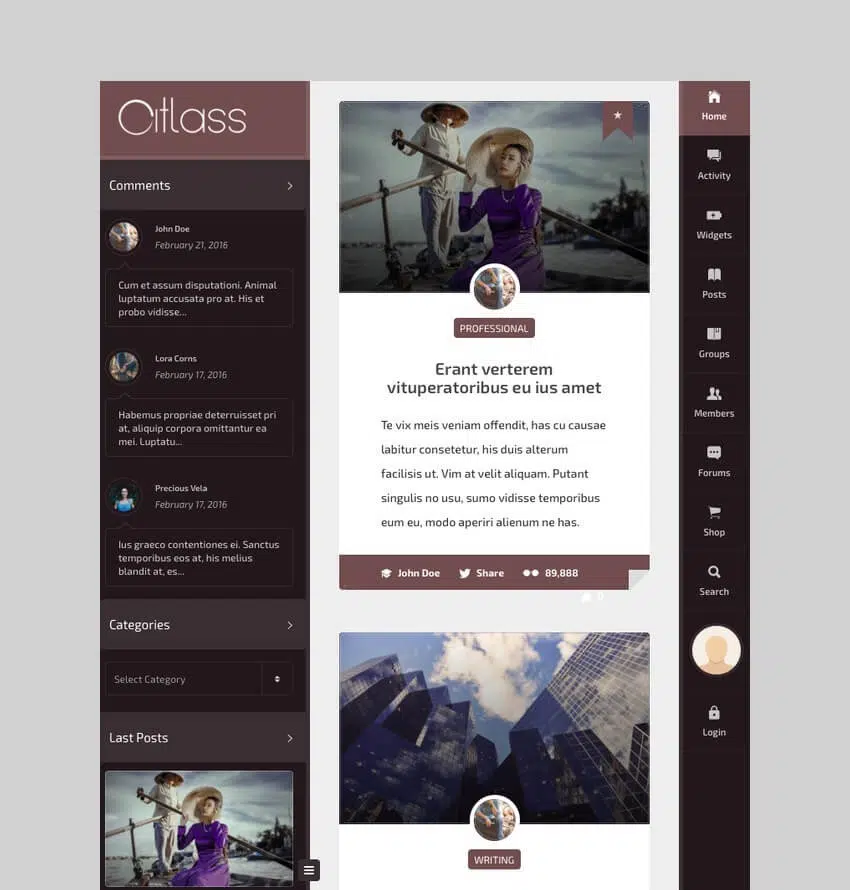 Oitlass
Comments
John Doe
February 21, 2016
Cum et assum disputationi. Animal
luptatum accusata pro at. His et
probo vidisse...
Lora Corns
February 17, 2016
Habemus propriae deterruisset pri
at, aliquip corpora omittantur ea
mei. Luptatu...
Precious Vela
February 17, 2016
Ius graeco contentiones ei. Sanctus
temporibus eos at, his melius
blandit at, es...
Categories
Select Category
Last Posts
PROFESSIONAL
Erant verterem
vituperatoribus eu ius amet
Te vix meis veniam offendit, has cu causae
labitur consetetur, his duis alterum
facilisis ut. Vim at velit aliquam. Putant
singulis no usu, sumo vidisse temporibus
eum eu, modo aperiri alienum ne has.
John Doe Share 89,888
0
WRITING
Home
Activity
Widgets
Posts
Groups
Members
Forums
Shop
Search
Login